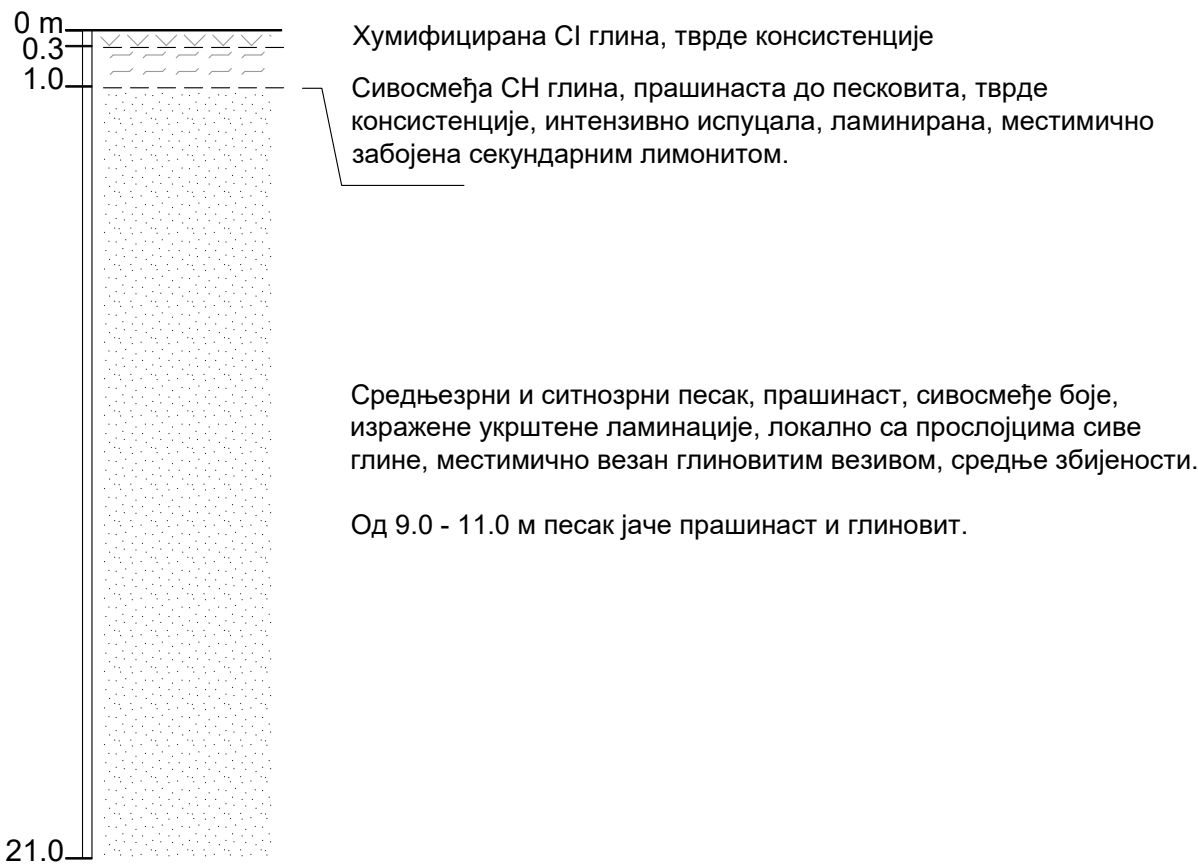 0 m
0.3
1.0
Хумифицирана CI глина, тврде консистенције
Сивосмеђа CH глина, прашинаста до песковита, тврде
консистенције, интензивно испуцала, ламинирана, местимично
забојена секундарним лимонитом.
Средњезрни и ситнозрни песак, прашинаст, сивосмеђе боје,
изражене укрштене ламинације, локално са прослојцима сиве
глине, местимично везан глиновитим везивом, средње збијености.
Од 9.0 - 11.0 м песак јаче прашинаст и глиновит.
21.0